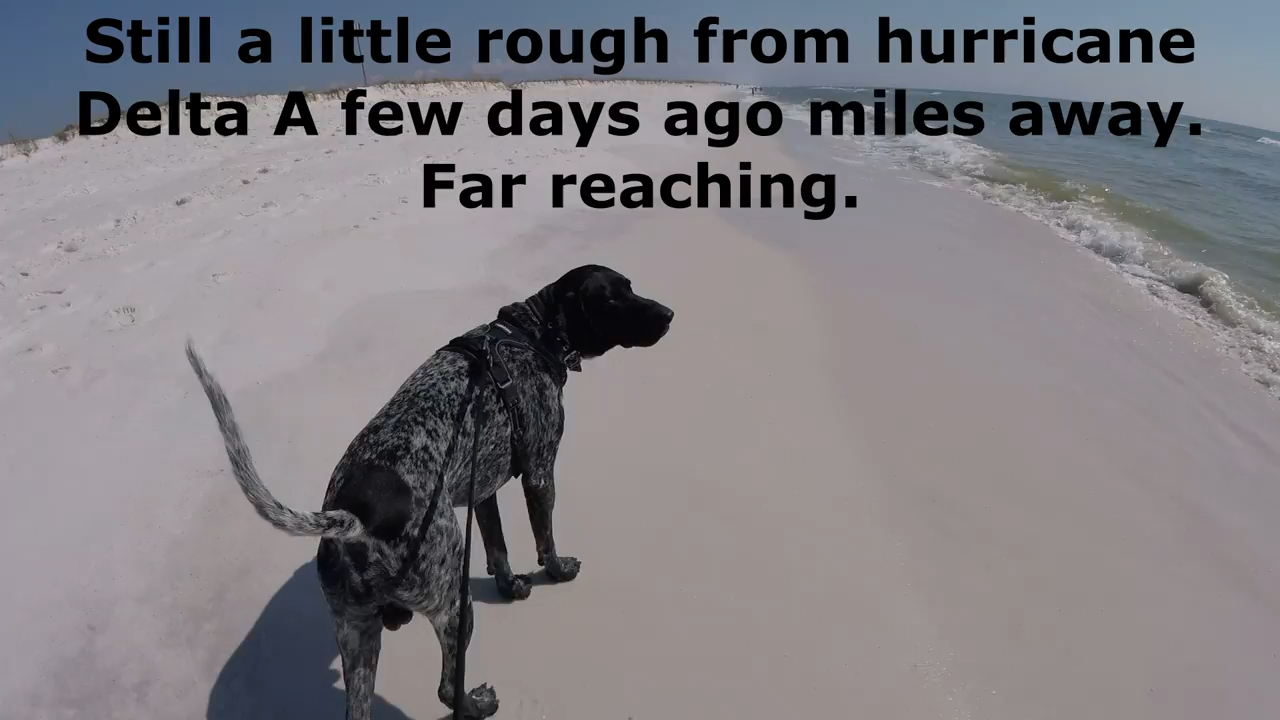 Still a little rough from hurricane
Delta A few days ago miles away.
Far reaching.